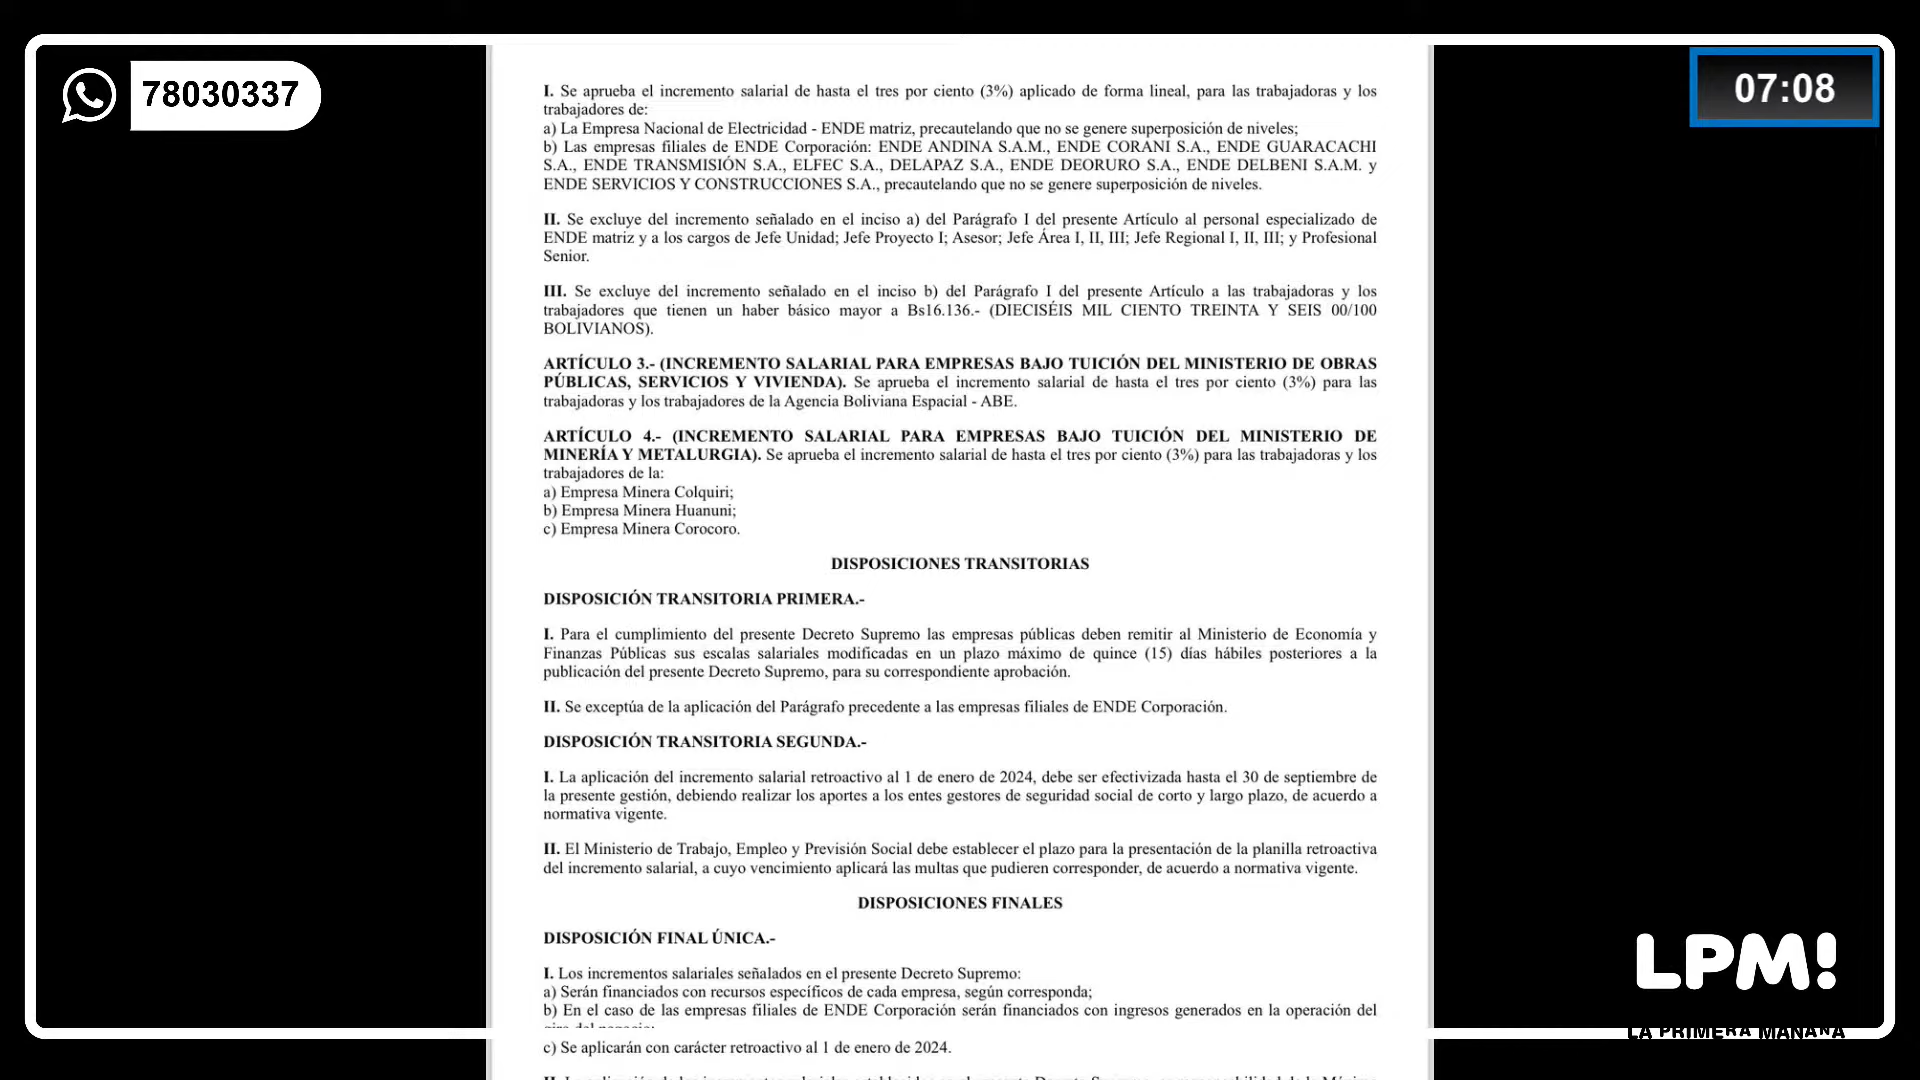 78030337
07:08
I. Se aprueba el incremento salarial de hasta el tres por ciento (3%) aplicado de forma lineal, para las trabajadoras y los
trabajadores de:
a) La Empresa Nacional de Electricidad - ENDE matriz, precautelando que no se genere superposición de niveles;
b) Las empresas filiales de ENDE Corporación: ENDE ANDINA S.A.M., ENDE CORANI S.A., ENDE GUARACACHI
S.A., ENDE TRANSMISIÓN S.A., ELFEC S.A., DELAPAZ S.A., ENDE DEORURO S.A., ENDE DELBENI S.A.M. y
ENDE SERVICIOS Y CONSTRUCCIONES S.A., precautelando que no se genere superposición de niveles.
II. Se excluye del incremento señalado en el inciso a) del Parágrafo I del presente Artículo al personal especializado de
ENDE matriz y a los cargos de Jefe Unidad; Jefe Proyecto I; Asesor; Jefe Área I, II, III; Jefe Regional I, II, III; y Profesional
Senior.
III. Se excluye del incremento señalado en el inciso b) del Parágrafo I del presente Artículo a las trabajadoras y los
trabajadores que tienen un haber básico mayor a Bs16.136.- (DIECISÉIS MIL CIENTO TREINTA Y SEIS 00/100
BOLIVIANOS).
ARTÍCULO 3.- (INCREMENTO SALARIAL PARA EMPRESAS BAJO TUICIÓN DEL MINISTERIO DE OBRAS
PÚBLICAS, SERVICIOS Y VIVIENDA). Se aprueba el incremento salarial de hasta el tres por ciento (3%) para las
trabajadoras y los trabajadores de la Agencia Boliviana Espacial - ABE.
ARTÍCULO 4.- (INCREMENTO SALARIAL PARA EMPRESAS BAJO TUICIÓN DEL MINISTERIO DE
MINERÍA Y METALURGIA). Se aprueba el incremento salarial de hasta el tres por ciento (3%) para las trabajadoras y los
trabajadores de la:
a) Empresa Minera Colquiri;
b) Empresa Minera Huanuni;
c) Empresa Minera Corocoro.
DISPOSICIONES TRANSITORIAS
DISPOSICIÓN TRANSITORIA PRIMERA.-
I. Para el cumplimiento del presente Decreto Supremo las empresas públicas deben remitir al Ministerio de Economía y
Finanzas Públicas sus escalas salariales modificadas en un plazo máximo de quince (15) días hábiles posteriores a la
publicación del presente Decreto Supremo, para su correspondiente aprobación.
II. Se exceptúa de la aplicación del Parágrafo precedente a las empresas filiales de ENDE Corporación.
DISPOSICIÓN TRANSITORIA SEGUNDA.-
I. La aplicación del incremento salarial retroactivo al 1 de enero de 2024, debe ser efectivizada hasta el 30 de septiembre de
la presente gestión, debiendo realizar los aportes a los entes gestores de seguridad social de corto y largo plazo, de acuerdo a
normativa vigente.
II. El Ministerio de Trabajo, Empleo y Previsión Social debe establecer el plazo para la presentación de la planilla retroactiva
del incremento salarial, a cuyo vencimiento aplicará las multas que pudieren corresponder, de acuerdo a normativa vigente.
DISPOSICIONES FINALES
DISPOSICIÓN FINAL ÚNICA.-
I. Los incrementos salariales señalados en el presente Decreto Supremo:
a) Serán financiados con recursos específicos de cada empresa, según corresponda;
b) En el caso de las empresas filiales de ENDE Corporación serán financiados con ingresos generados en la operación del
giro del negocio;
c) Se aplicarán con carácter retroactivo al 1 de enero de 2024.
LPM!
LA PRIMERA MAÑANA